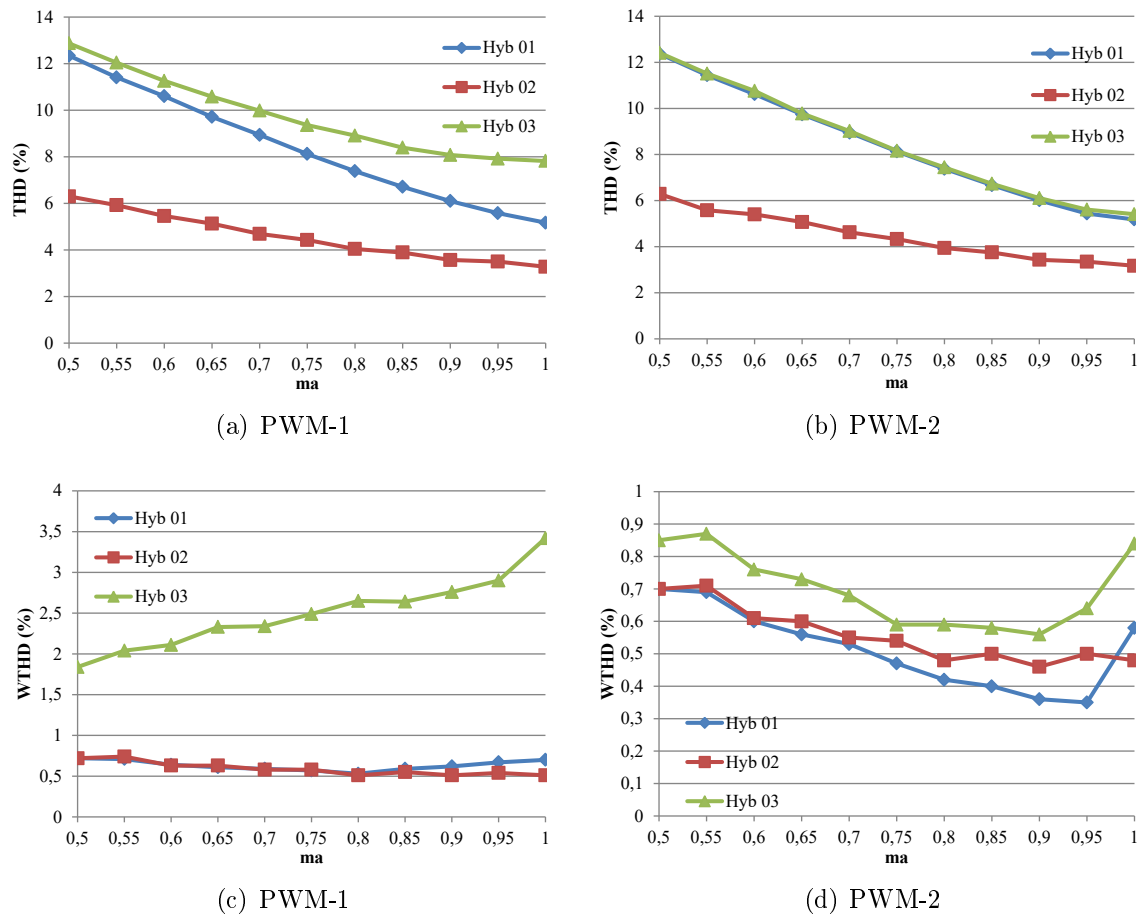 14
12
10
8
6
4
2
0
THD (%)
Hyb 01
Hyb 02
Hyb 03
0,5 0,55 0,6 0,65 0,7 0,75 0,8 0,85 0,9 0,95 1
ma
(a) PWM-1
14
12
10
8
6
4
2
0
THD (%)
Hyb 01
Hyb 02
Hyb 03
0,5 0,55 0,6 0,65 0,7 0,75 0,8 0,85 0,9 0,95 1
ma
(b) PWM-2
4
3,5
3
2,5
2
1,5
1
0,5
0
WTHD (%)
Hyb 01
Hyb 02
Hyb 03
0,5 0,55 0,6 0,65 0,7 0,75 0,8 0,85 0,9 0,95 1
ma
(c) PWM-1
1
0,9
0,8
0,7
0,6
0,5
0,4
0,3
0,2
0,1
0
WTHD (%)
Hyb 01
Hyb 02
Hyb 03
0,5 0,55 0,6 0,65 0,7 0,75 0,8 0,85 0,9 0,95 1
ma
(d) PWM-2